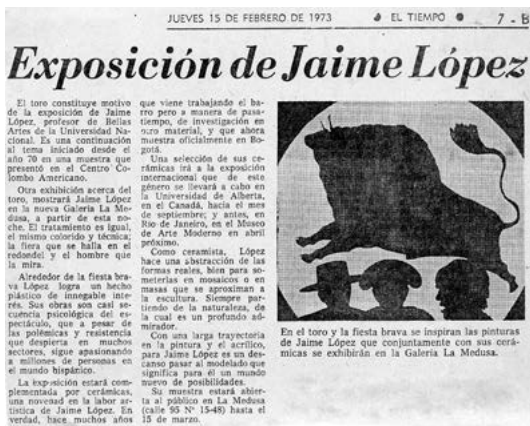 JUEVES 15 DE FEBRERO DE 1973 EL TIEMPO 7-B
Exposición de Jaime López
El toro constituye motivo
de la exposición de Jaime
López, profesor de Bellas
Artes de la Universidad Na-
cional. Es una continuación
al tema iniciado desde el
año 70 en una muestra que
presentó en el Centro Co-
lombo Americano.
Otra exhibición acerca del
toro, mostrará Jaime López
en la nueva Galería La Me-
dusa, a partir de esta no-
che. El tratamiento es igual,
el mismo colorido y técnica;
la fiera que se halla en el
redondel y el hombre que
la mira.
Alrededor de la fiesta bra-
va López logra un hecho
plástico de innegable inte-
rés. Sus obras son casi se-
cuencia psicológica del es-
pectáculo, que a pesar de
las polémicas y resistencia
que despierta en muchos
sectores, sigue apasionando
a millones de personas en
el mundo hispánico.
La exposición estará com-
plementada por cerámicas,
una novedad en la labor ar-
tística de Jaime López. En
verdad, hace muchos años
que viene trabajando el ba-
rro pero a manera de pasa-
tiempo, de investigación en
otro material, y que ahora
muestra oficialmente en Bo-
gotá.
Una selección de sus ce-
rámicas irá a la exposición
internacional que de este
género se llevará a cabo en
la Universidad de Alberta,
en el Canadá, hacia el mes
de septiembre; y antes, en
Río de Janeiro, en el Museo
de Arte Moderno en abril
próximo.
Como ceramista, López
hace una abstracción de las
formas reales, bien para so-
meterlas en mosaicos o en
masas que se aproximan a
la escultura. Siempre par-
tiendo de la naturaleza, de
la cual es un profundo ad-
mirador.
Con una larga trayectoria
en la pintura y el acrílico,
para Jaime López es un des-
canso pasar al modelado que
significa para él un mundo
nuevo de posibilidades.
Su muestra estará abier-
ta al público en La Medusa
(calle 95 Nº 15-48) hasta el
15 de marzo.
En el toro y la fiesta brava se inspiran las pinturas
de Jaime López que conjuntamente con sus cerá-
micas se exhibirán en la Galería La Medusa.